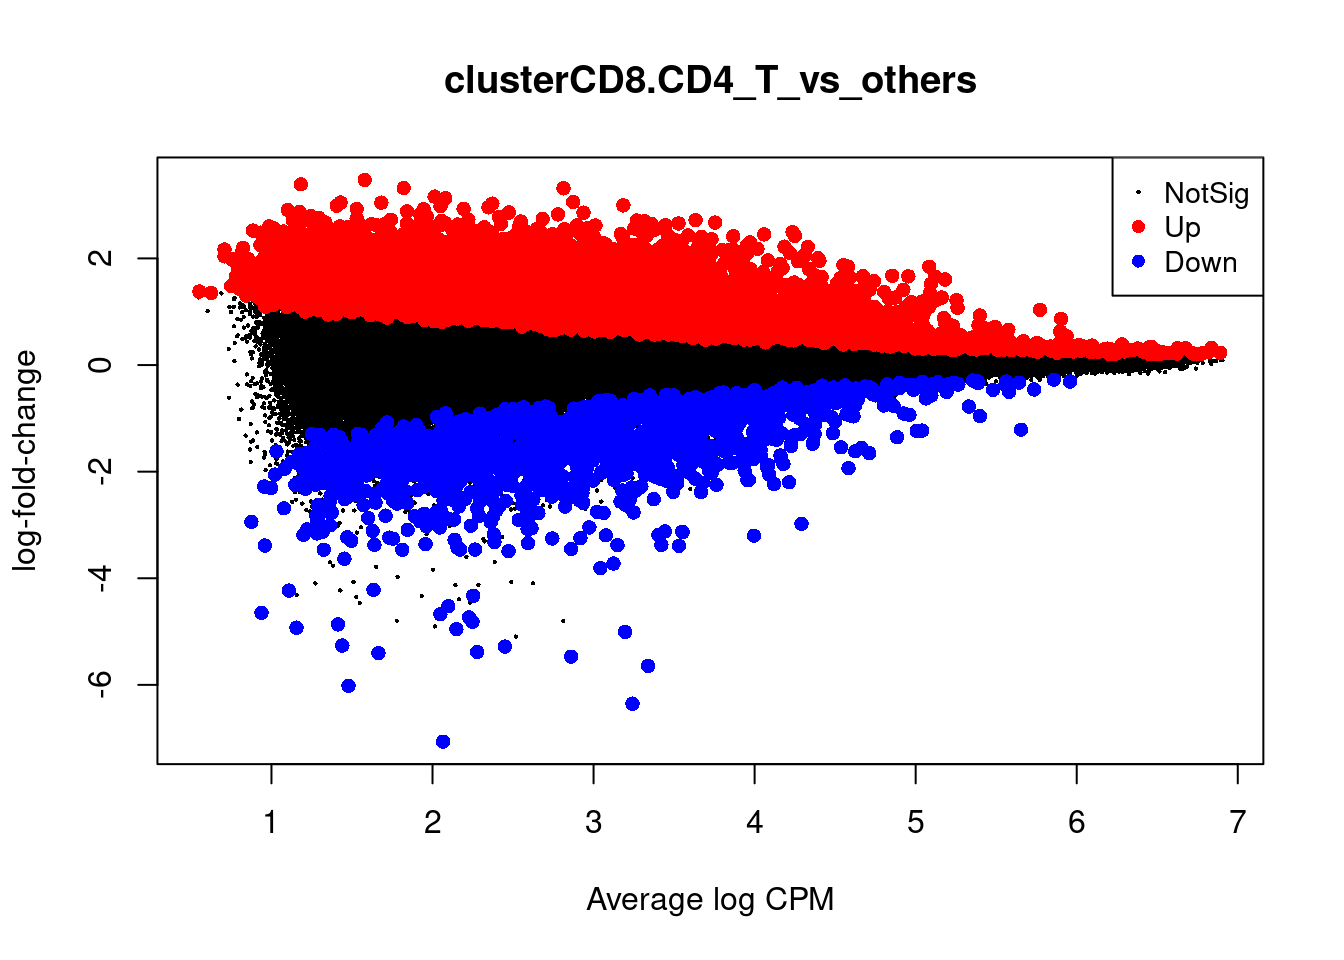 clusterCD8.CD4_T_vs_others
NotSig
Up
Down
log-fold-change
2
0
-2
-4
-6
1 2 3 4 5 6 7
Average log CPM